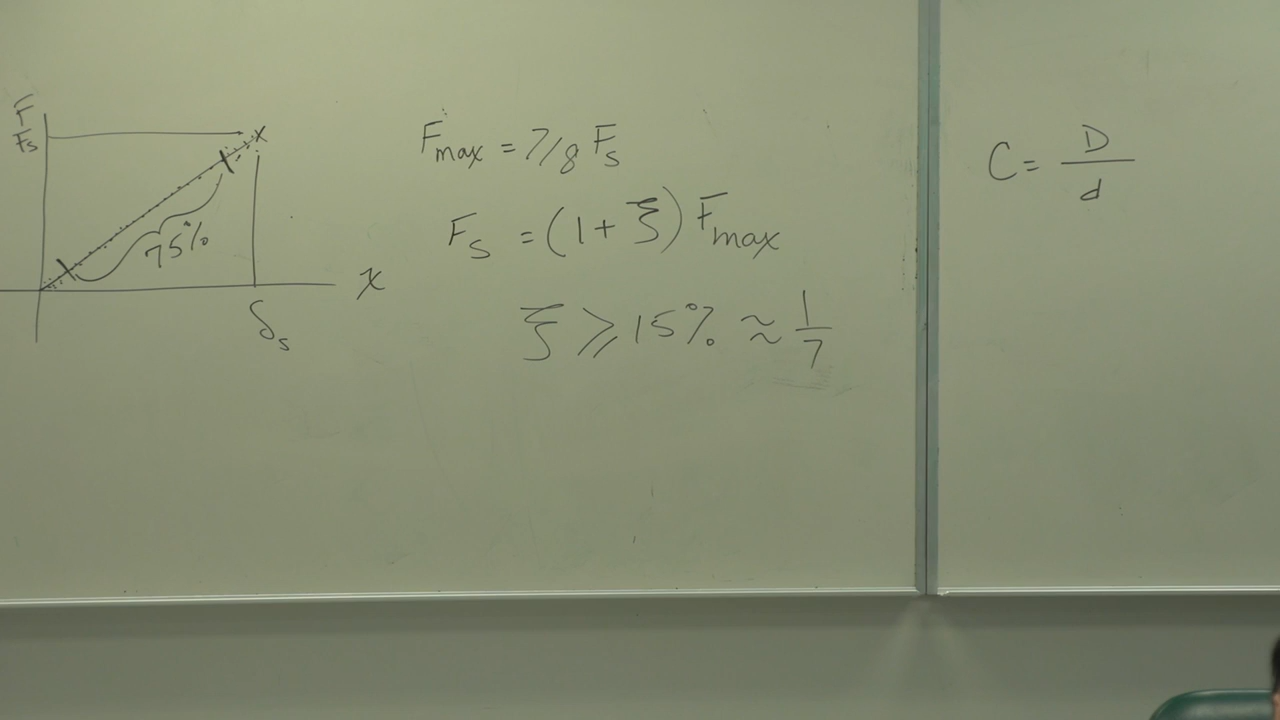 F
Fs
75%
x
δs
Fmax = 7/8 Fs
Fs = (1 + ξ) Fmax
ξ ≥ 15% ≈ 1/7
C = D/d